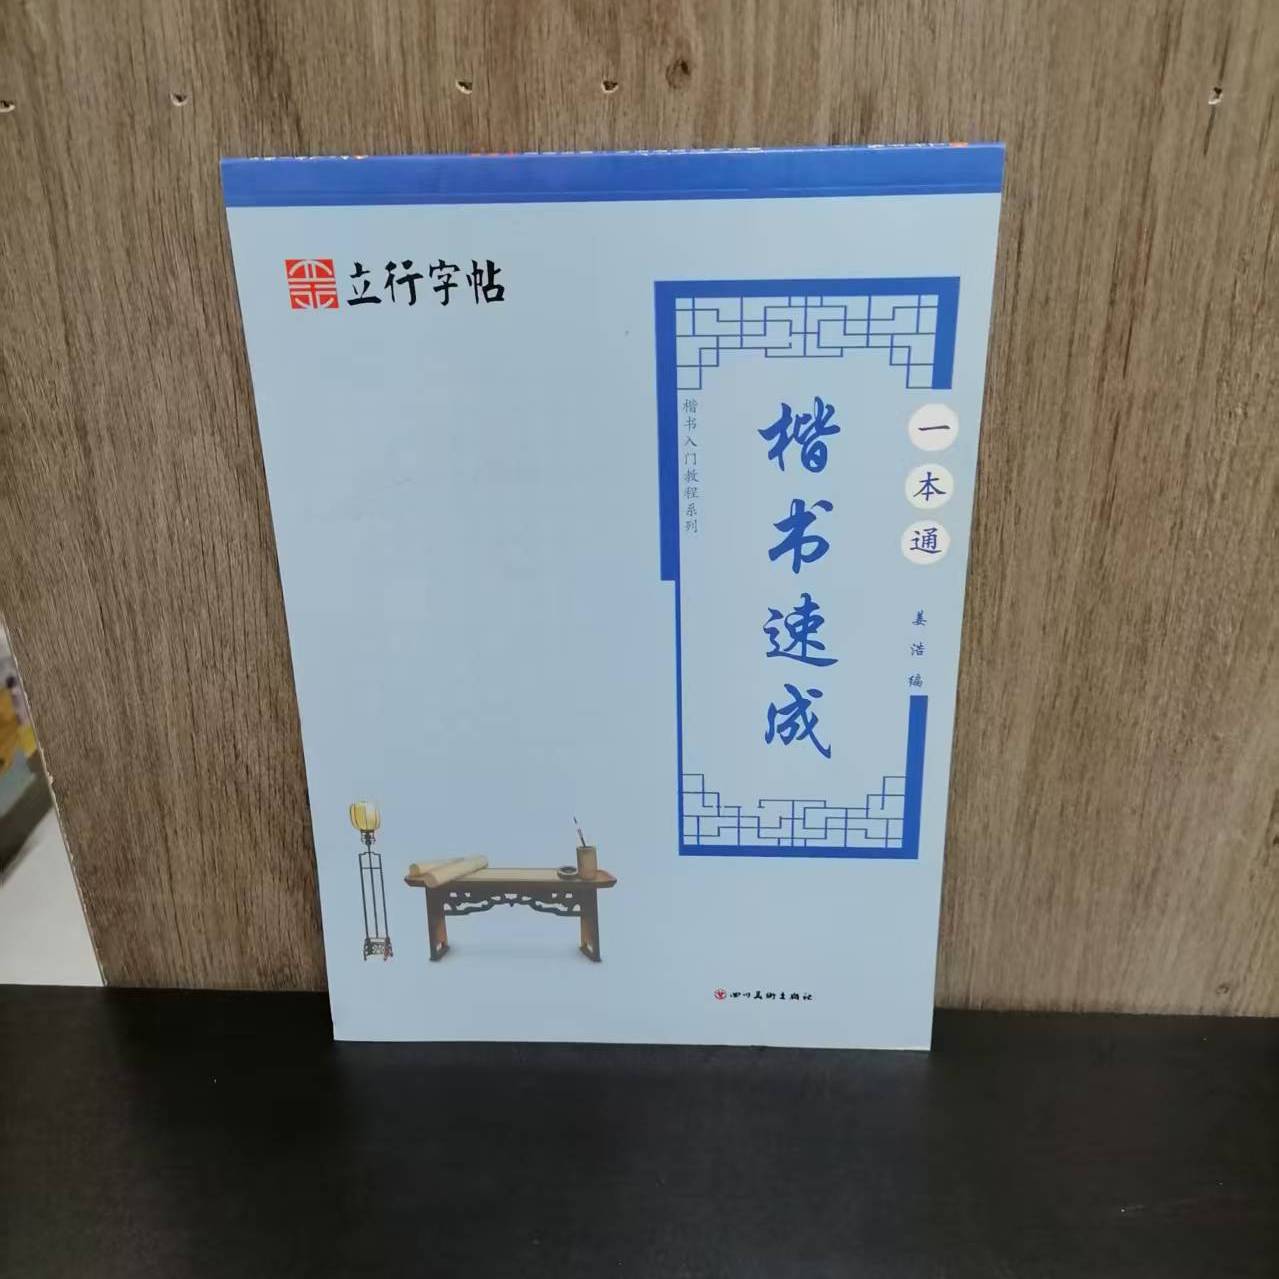 立行字帖
楷书入门教程系列
楷书速成
一本通
姜浩 编
四川美术出版社